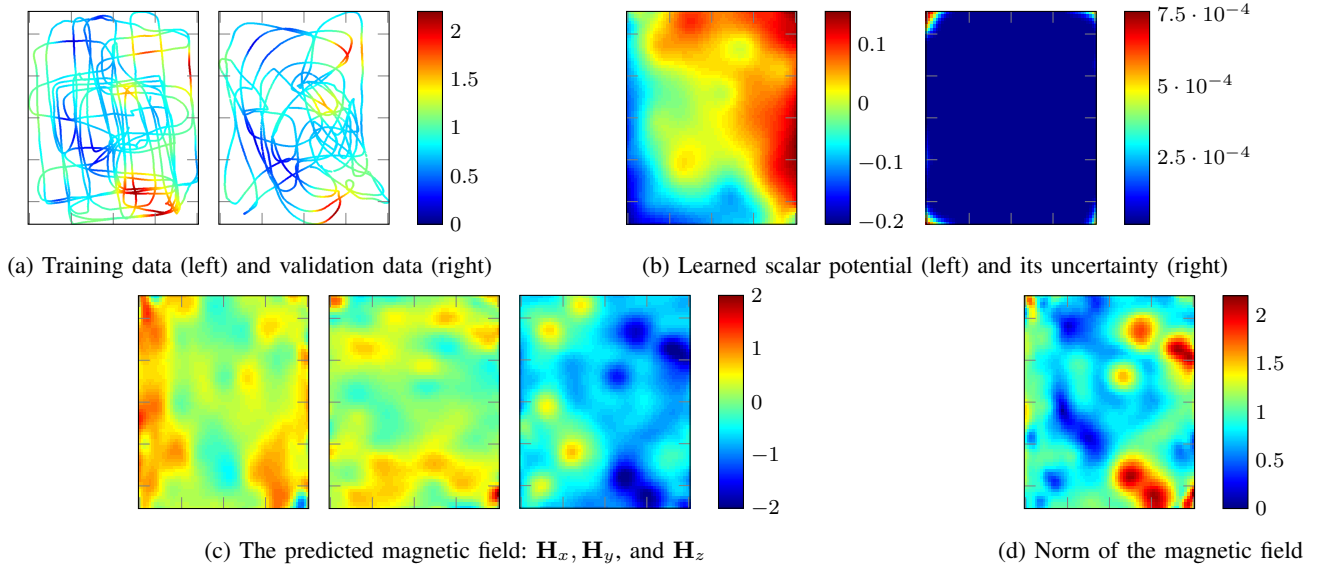 2
1.5
1
0.5
0
0.1
0
−0.1
−0.2
7.5 · 10⁻⁴
5 · 10⁻⁴
2.5 · 10⁻⁴
(a) Training data (left) and validation data (right)
(b) Learned scalar potential (left) and its uncertainty (right)
2
1
0
−1
−2
2
1.5
1
0.5
0
(c) The predicted magnetic field: Hₓ, Hᵧ, and H_z
(d) Norm of the magnetic field